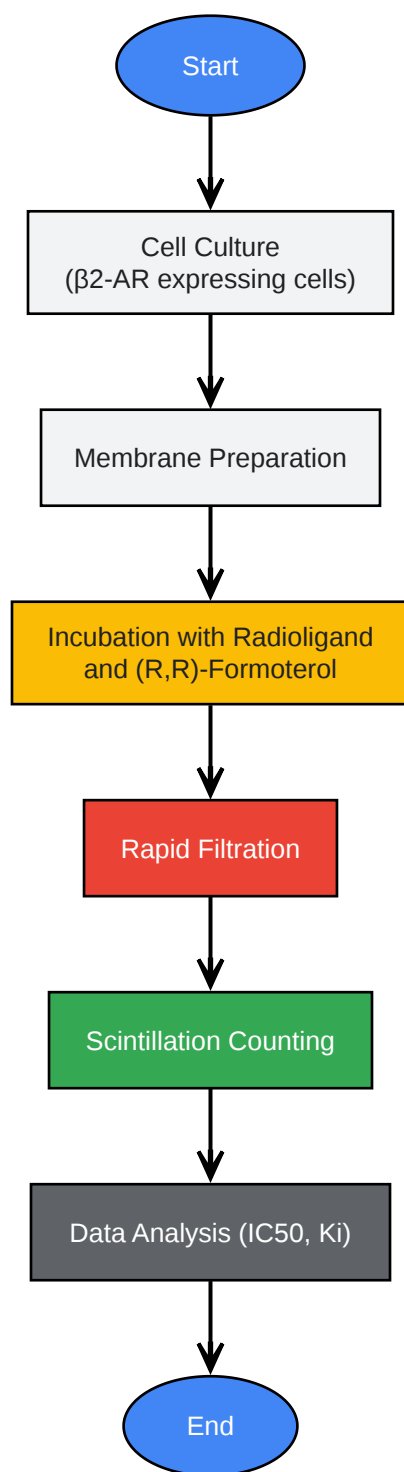 Start
Cell Culture
(β2-AR expressing cells)
Membrane Preparation
Incubation with Radioligand
and (R,R)-Formoterol
Rapid Filtration
Scintillation Counting
Data Analysis (IC50, Ki)
End